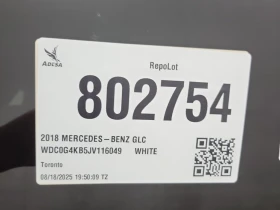 ADESA
RepoLot
802754
2018 MERCEDES-BENZ GLC
WDC0G4KB5JV116049 WHITE
Toronto
08/18/2025 19:50:09 TZ